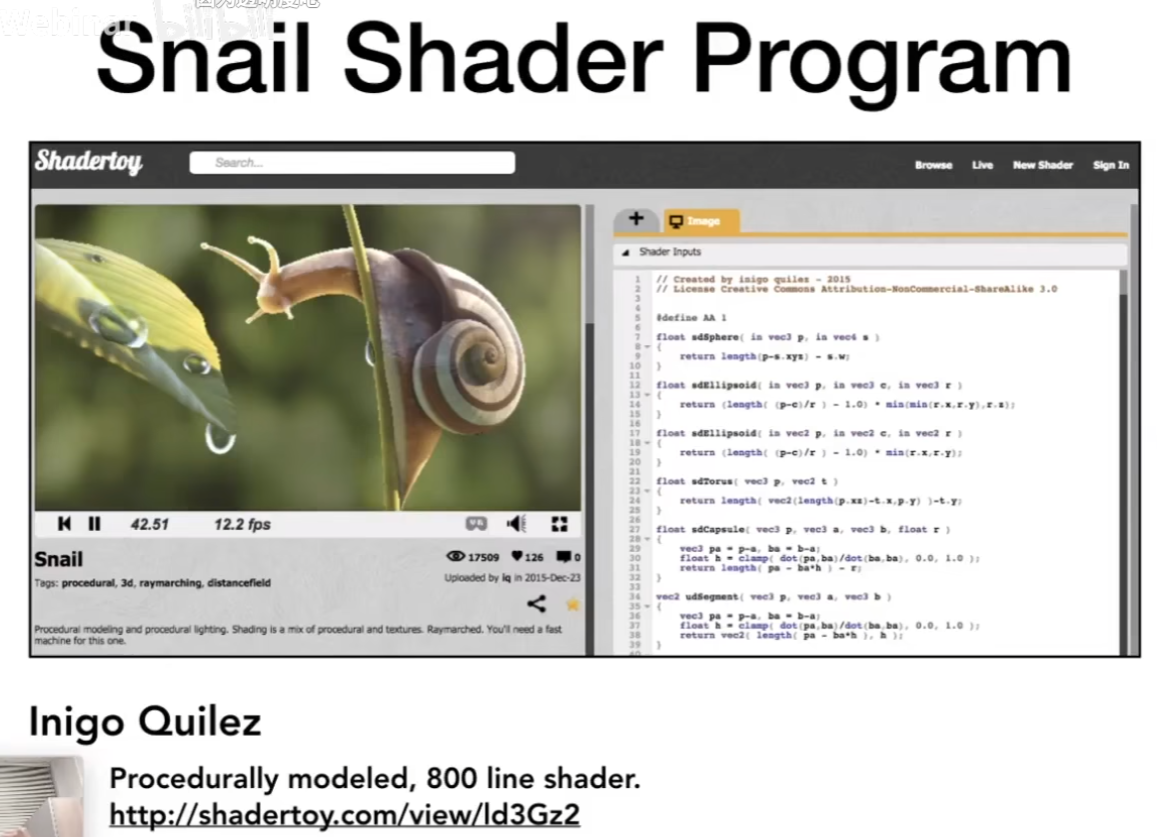 因为透明度吧
Webinar bilibili
Snail Shader Program
Shadertoy Search... Browse Live New Shader Sign In
+ Image
Shader Inputs
1 // Created by inigo quilez - 2015
2 // License Creative Commons Attribution-NonCommercial-ShareAlike 3.0
3
4
5 #define AA 1
6
7 float sdSphere( in vec3 p, in vec4 s )
8 {
9 return length(p-s.xyz) - s.w;
10 }
11
12 float sdEllipsoid( in vec3 p, in vec3 c, in vec3 r )
13 {
14 return (length( (p-c)/r ) - 1.0) * min(min(r.x,r.y),r.z);
15 }
16
17 float sdEllipsoid( in vec2 p, in vec2 c, in vec2 r )
18 {
19 return (length( (p-c)/r ) - 1.0) * min(r.x,r.y);
20 }
21
22 float sdTorus( vec3 p, vec2 t )
23 {
24 return length( vec2(length(p.xz)-t.x,p.y) )-t.y;
25 }
26
27 float sdCapsule( vec3 p, vec3 a, vec3 b, float r )
28 {
29 vec3 pa = p-a, ba = b-a;
30 float h = clamp( dot(pa,ba)/dot(ba,ba), 0.0, 1.0 );
31 return length( pa - ba*h ) - r;
32 }
33
34 vec2 udSegment( vec3 p, vec3 a, vec3 b )
35 {
36 vec3 pa = p-a, ba = b-a;
37 float h = clamp( dot(pa,ba)/dot(ba,ba), 0.0, 1.0 );
38 return vec2( length( pa - ba*h ), h );
39 }
40
42.51 12.2 fps
Snail 17509 126 0
Tags: procedural, 3d, raymarching, distancefield Uploaded by iq in 2015-Dec-23
Procedural modeling and procedural lighting. Shading is a mix of procedural and textures. Raymarched. You'll need a fast
machine for this one.
Inigo Quilez
Procedurally modeled, 800 line shader.
http://shadertoy.com/view/ld3Gz2